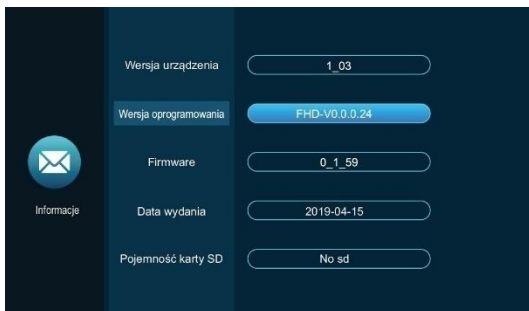 Wersja urządzenia 1_03
Wersja oprogramowania FHD-V0.0.0.24
Firmware 0_1_59
Informacje
Data wydania 2019-04-15
Pojemność karty SD No sd